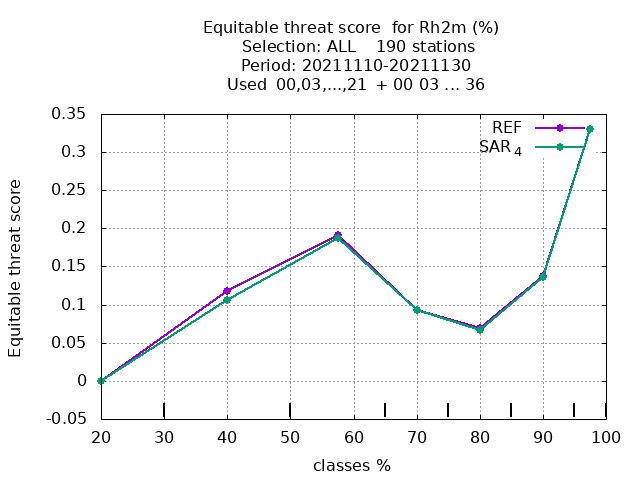 Equitable threat score  for Rh2m (%)
Selection: ALL    190 stations
Period: 20211110-20211130
Used  00,03,...,21  + 00 03 ... 36
0.35
0.3
0.25
0.2
0.15
0.1
0.05
0
-0.05
Equitable threat score
REF
SAR 4
20 30 40 50 60 70 80 90 100
classes %